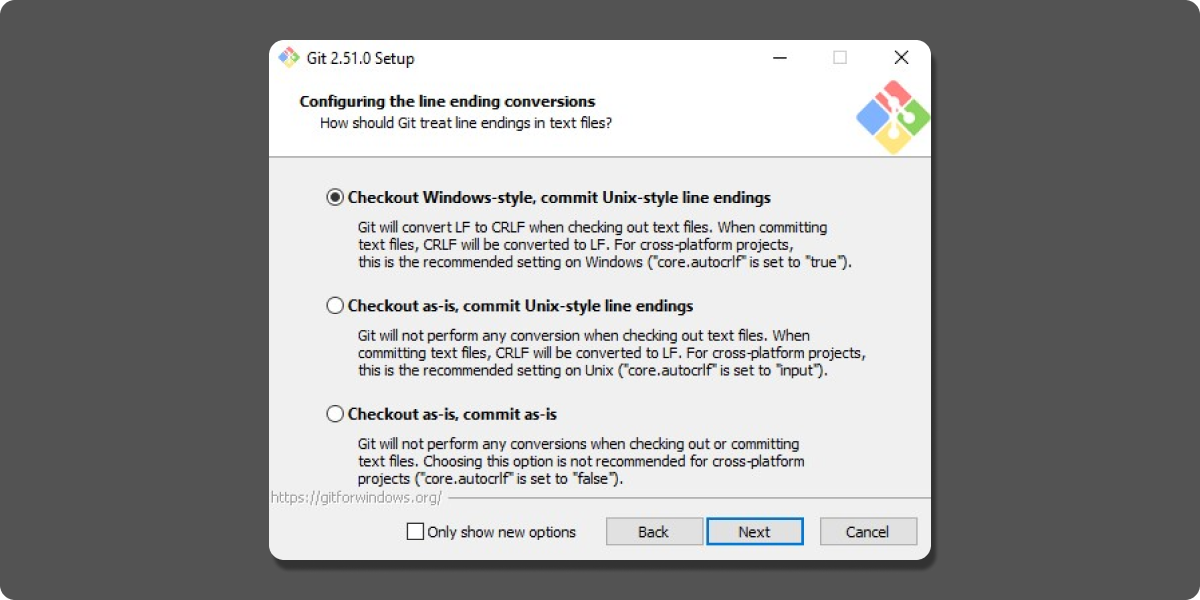 Git 2.51.0 Setup
Configuring the line ending conversions
How should Git treat line endings in text files?
Checkout Windows-style, commit Unix-style line endings
Git will convert LF to CRLF when checking out text files. When committing
text files, CRLF will be converted to LF. For cross-platform projects,
this is the recommended setting on Windows ("core.autocrlf" is set to "true").
Checkout as-is, commit Unix-style line endings
Git will not perform any conversion when checking out text files. When
committing text files, CRLF will be converted to LF. For cross-platform projects,
this is the recommended setting on Unix ("core.autocrlf" is set to "input").
Checkout as-is, commit as-is
Git will not perform any conversions when checking out or committing
text files. Choosing this option is not recommended for cross-platform
projects ("core.autocrlf" is set to "false").
https://gitforwindows.org/
Only show new options
Back
Next
Cancel